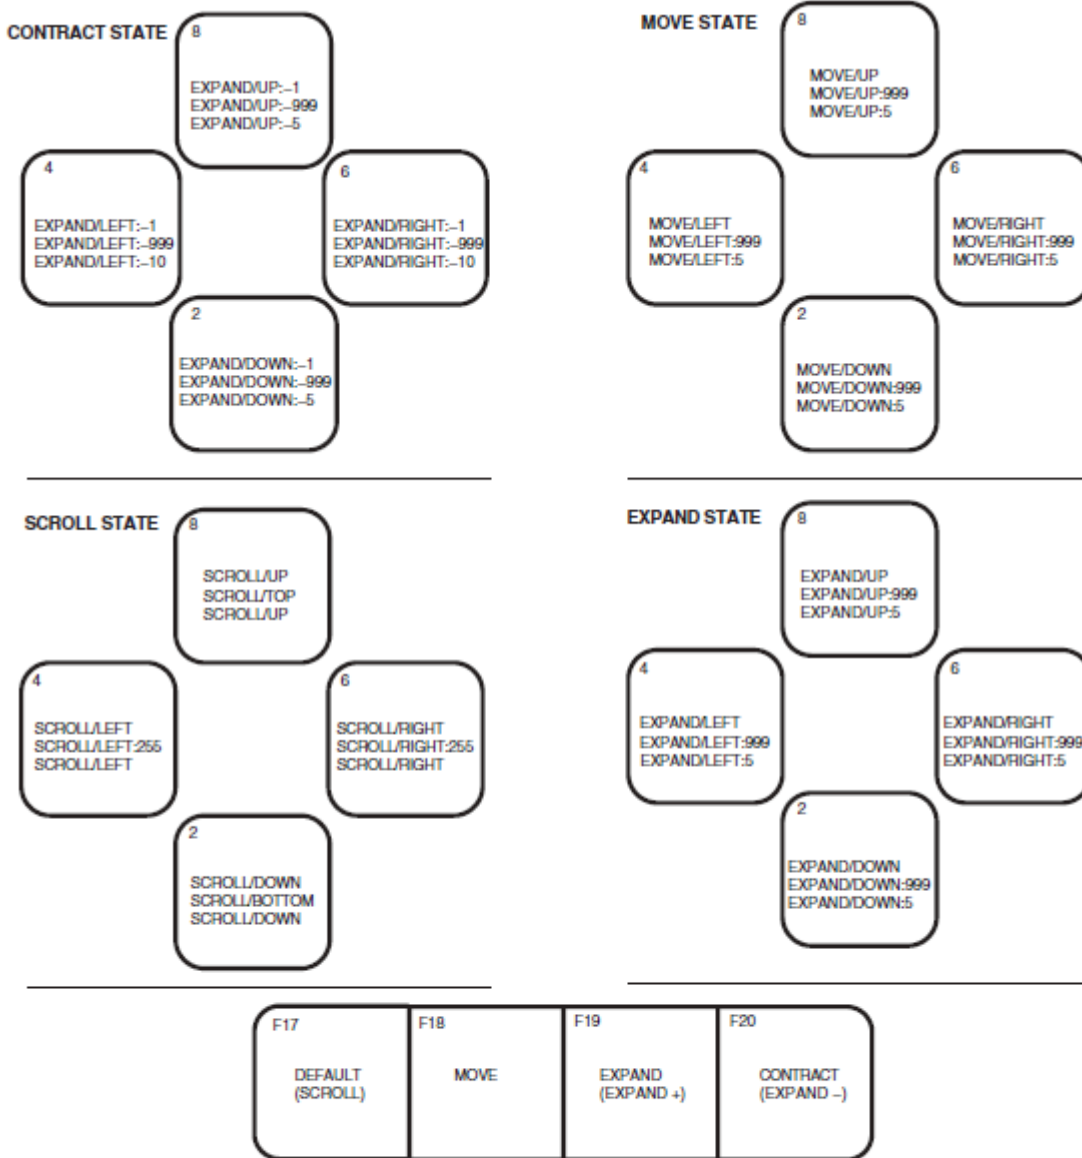 CONTRACT STATE
8
EXPAND/UP:–1
EXPAND/UP:–999
EXPAND/UP:–5
4
EXPAND/LEFT:–1
EXPAND/LEFT:–999
EXPAND/LEFT:–10
6
EXPAND/RIGHT:–1
EXPAND/RIGHT:–999
EXPAND/RIGHT:–10
2
EXPAND/DOWN:–1
EXPAND/DOWN:–999
EXPAND/DOWN:–5
MOVE STATE
8
MOVE/UP
MOVE/UP:999
MOVE/UP:5
4
MOVE/LEFT
MOVE/LEFT:999
MOVE/LEFT:5
6
MOVE/RIGHT
MOVE/RIGHT:999
MOVE/RIGHT:5
2
MOVE/DOWN
MOVE/DOWN:999
MOVE/DOWN:5
SCROLL STATE
8
SCROLL/UP
SCROLL/TOP
SCROLL/UP
4
SCROLL/LEFT
SCROLL/LEFT:255
SCROLL/LEFT
6
SCROLL/RIGHT
SCROLL/RIGHT:255
SCROLL/RIGHT
2
SCROLL/DOWN
SCROLL/BOTTOM
SCROLL/DOWN
EXPAND STATE
8
EXPAND/UP
EXPAND/UP:999
EXPAND/UP:5
4
EXPAND/LEFT
EXPAND/LEFT:999
EXPAND/LEFT:5
6
EXPAND/RIGHT
EXPAND/RIGHT:999
EXPAND/RIGHT:5
2
EXPAND/DOWN
EXPAND/DOWN:999
EXPAND/DOWN:5
F17
DEFAULT
(SCROLL)
F18
MOVE
F19
EXPAND
(EXPAND +)
F20
CONTRACT
(EXPAND –)